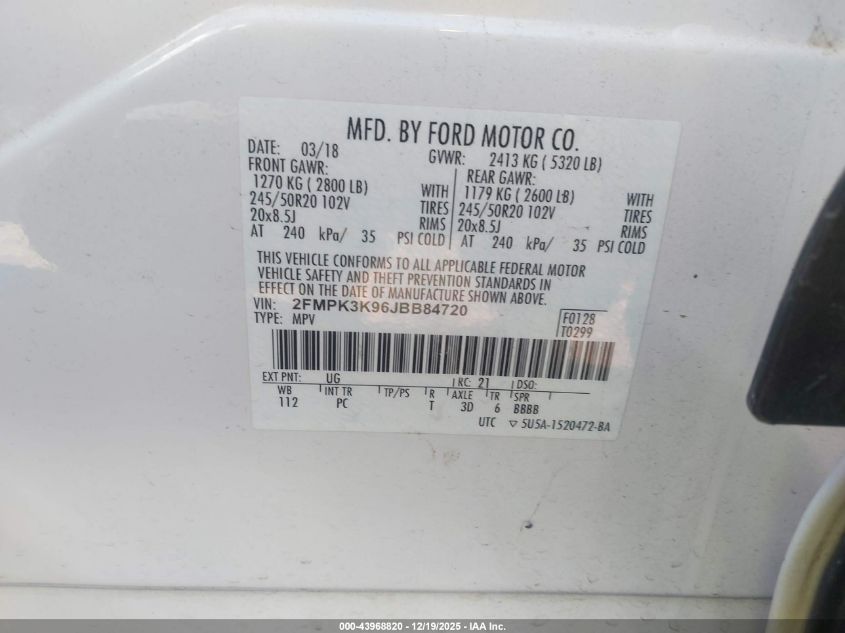 MFD. BY FORD MOTOR CO.
DATE: 03/18 GVWR: 2413 KG ( 5320 LB)
FRONT GAWR: REAR GAWR:
1270 KG ( 2800 LB) WITH 1179 KG ( 2600 LB) WITH
245/50R20 102V TIRES 245/50R20 102V TIRES
20x8.5J RIMS 20x8.5J RIMS
AT 240 kPa/ 35 PSI COLD AT 240 kPa/ 35 PSI COLD
THIS VEHICLE CONFORMS TO ALL APPLICABLE FEDERAL MOTOR
VEHICLE SAFETY AND THEFT PREVENTION STANDARDS IN
EFFECT ON THE DATE OF MANUFACTURE SHOWN ABOVE.
VIN: 2FMPK3K96JBB84720 F0128
TYPE: MPV T0299
EXT PNT: UG RC: 21 DSO:
WB INT TR TP/PS R AXLE TR SPR
112 PC T 3D 6 BBBB
UTC ▽ 5U5A-1520472-BA
000-43968820 - 12/19/2025 - IAA Inc.